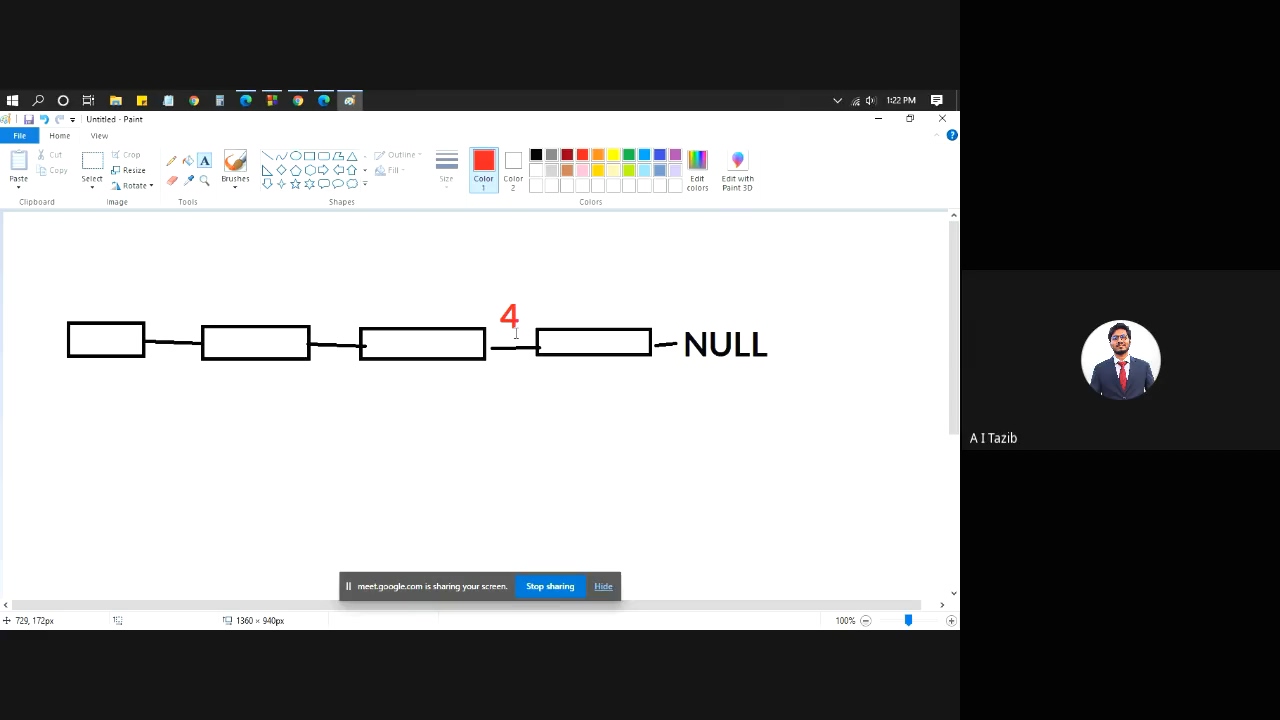 1:22 PM
Untitled - Paint
File Home View
Paste Cut Copy Select Crop Resize Rotate A Brushes Outline Fill Size Color 1 Color 2 Edit colors Edit with Paint 3D
Clipboard Image Tools Shapes Colors
4
NULL
A I Tazib
meet.google.com is sharing your screen. Stop sharing Hide
729, 172px 1360 × 940px 100%